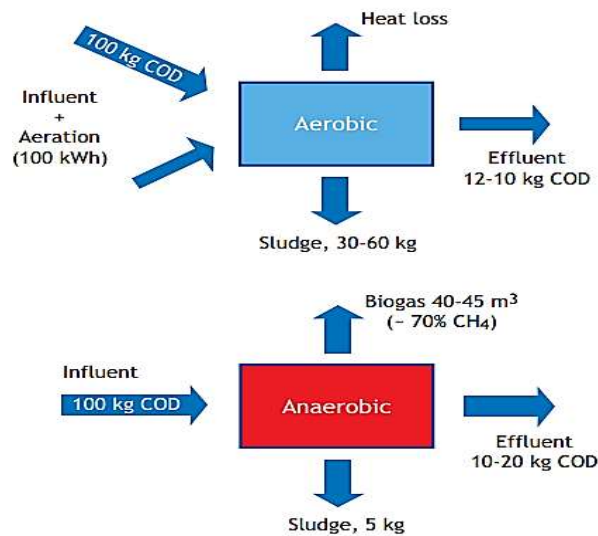 Heat loss
100 kg COD
Influent
+
Aeration
(100 kWh)
Aerobic
Effluent
12-10 kg COD
Sludge, 30-60 kg
Biogas 40-45 m³
(~ 70% CH₄)
Influent
100 kg COD
Anaerobic
Effluent
10-20 kg COD
Sludge, 5 kg